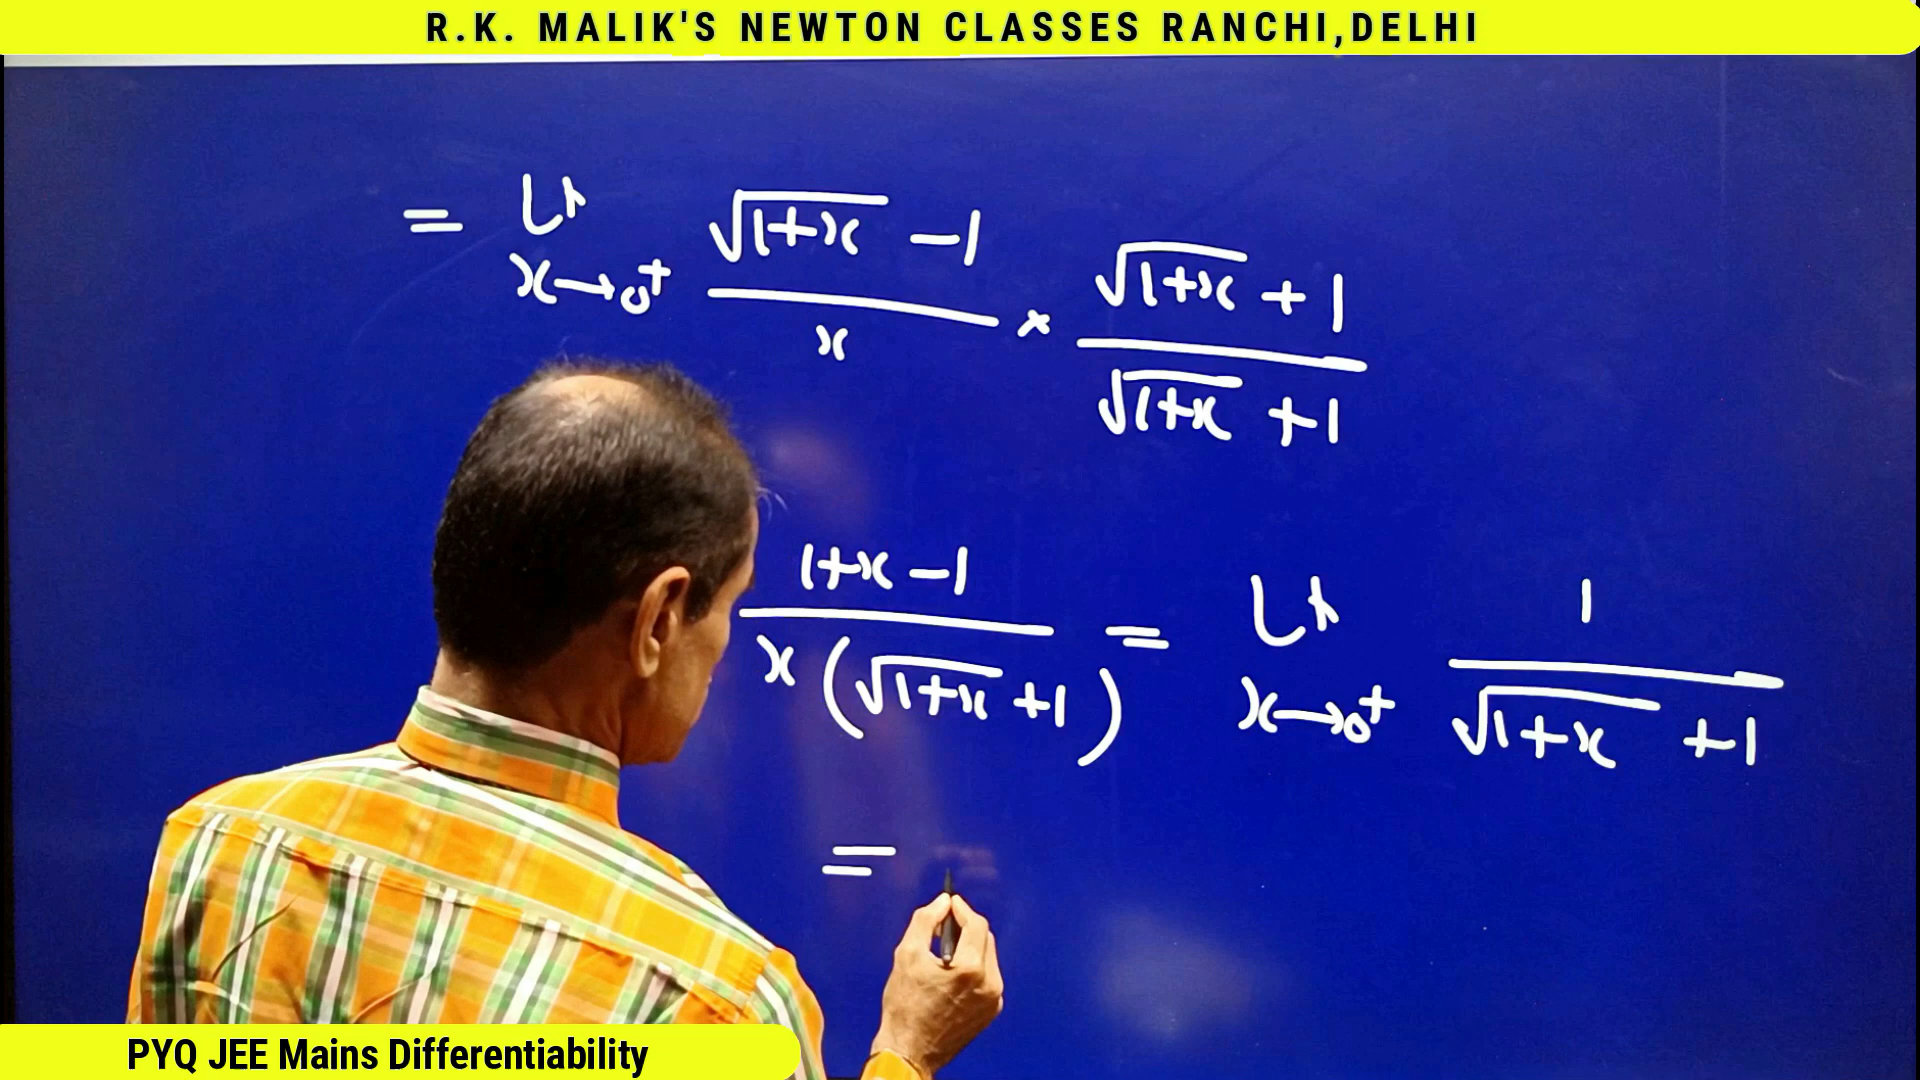 R.K. MALIK'S NEWTON CLASSES RANCHI,DELHI
= Lt x→0+ (√(1+x) − 1)/x × (√(1+x) + 1)/(√(1+x) + 1)
(1+x − 1)/(x(√(1+x) + 1)) = Lt x→0+ 1/(√(1+x) + 1)
=
PYQ JEE Mains Differentiability